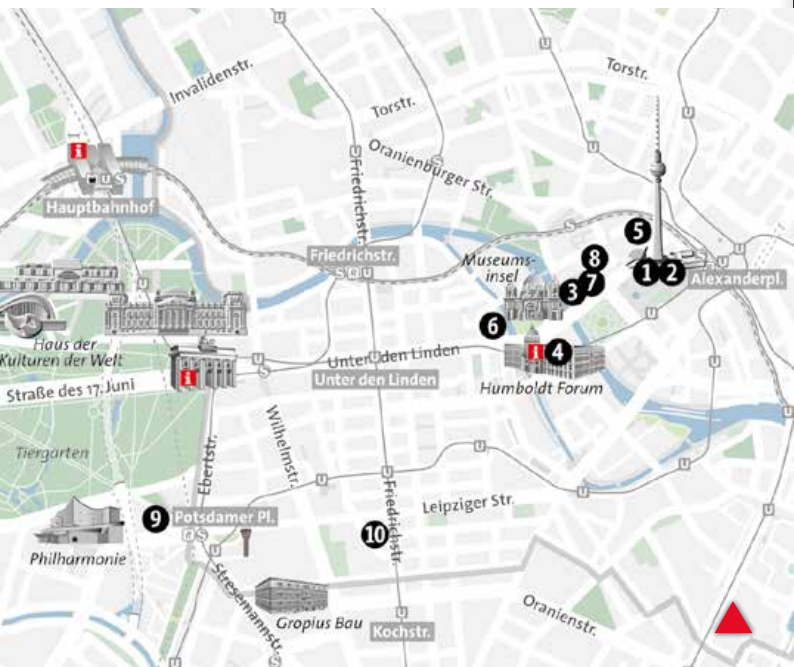 Invalidenstr.
Torstr.
Torstr.
U
U
U
U
Oranienburger Str.
i
U S
Hauptbahnhof
Friedrichstr.
U
S
S
5
Friedrichstr.
S R U
Museums-
insel
8
7
3
1
2
U
U
S
Alexanderpl.
6
U
Haus der
Kulturen der Welt
i
4
Humboldt Forum
Unter den Linden
U
Unter den Linden
U
S
i
Straße des 17. Juni
U
U
Tiergarten
Ebertstr.
Wilhelmstr.
U
U
U
U
U
Friedrichstr.
Leipziger Str.
U
9
Potsdamer Pl.
R S
U
10
Philharmonie
Stresemannstr.
Gropius Bau
U
Kochstr.
Oranienstr.
U
S